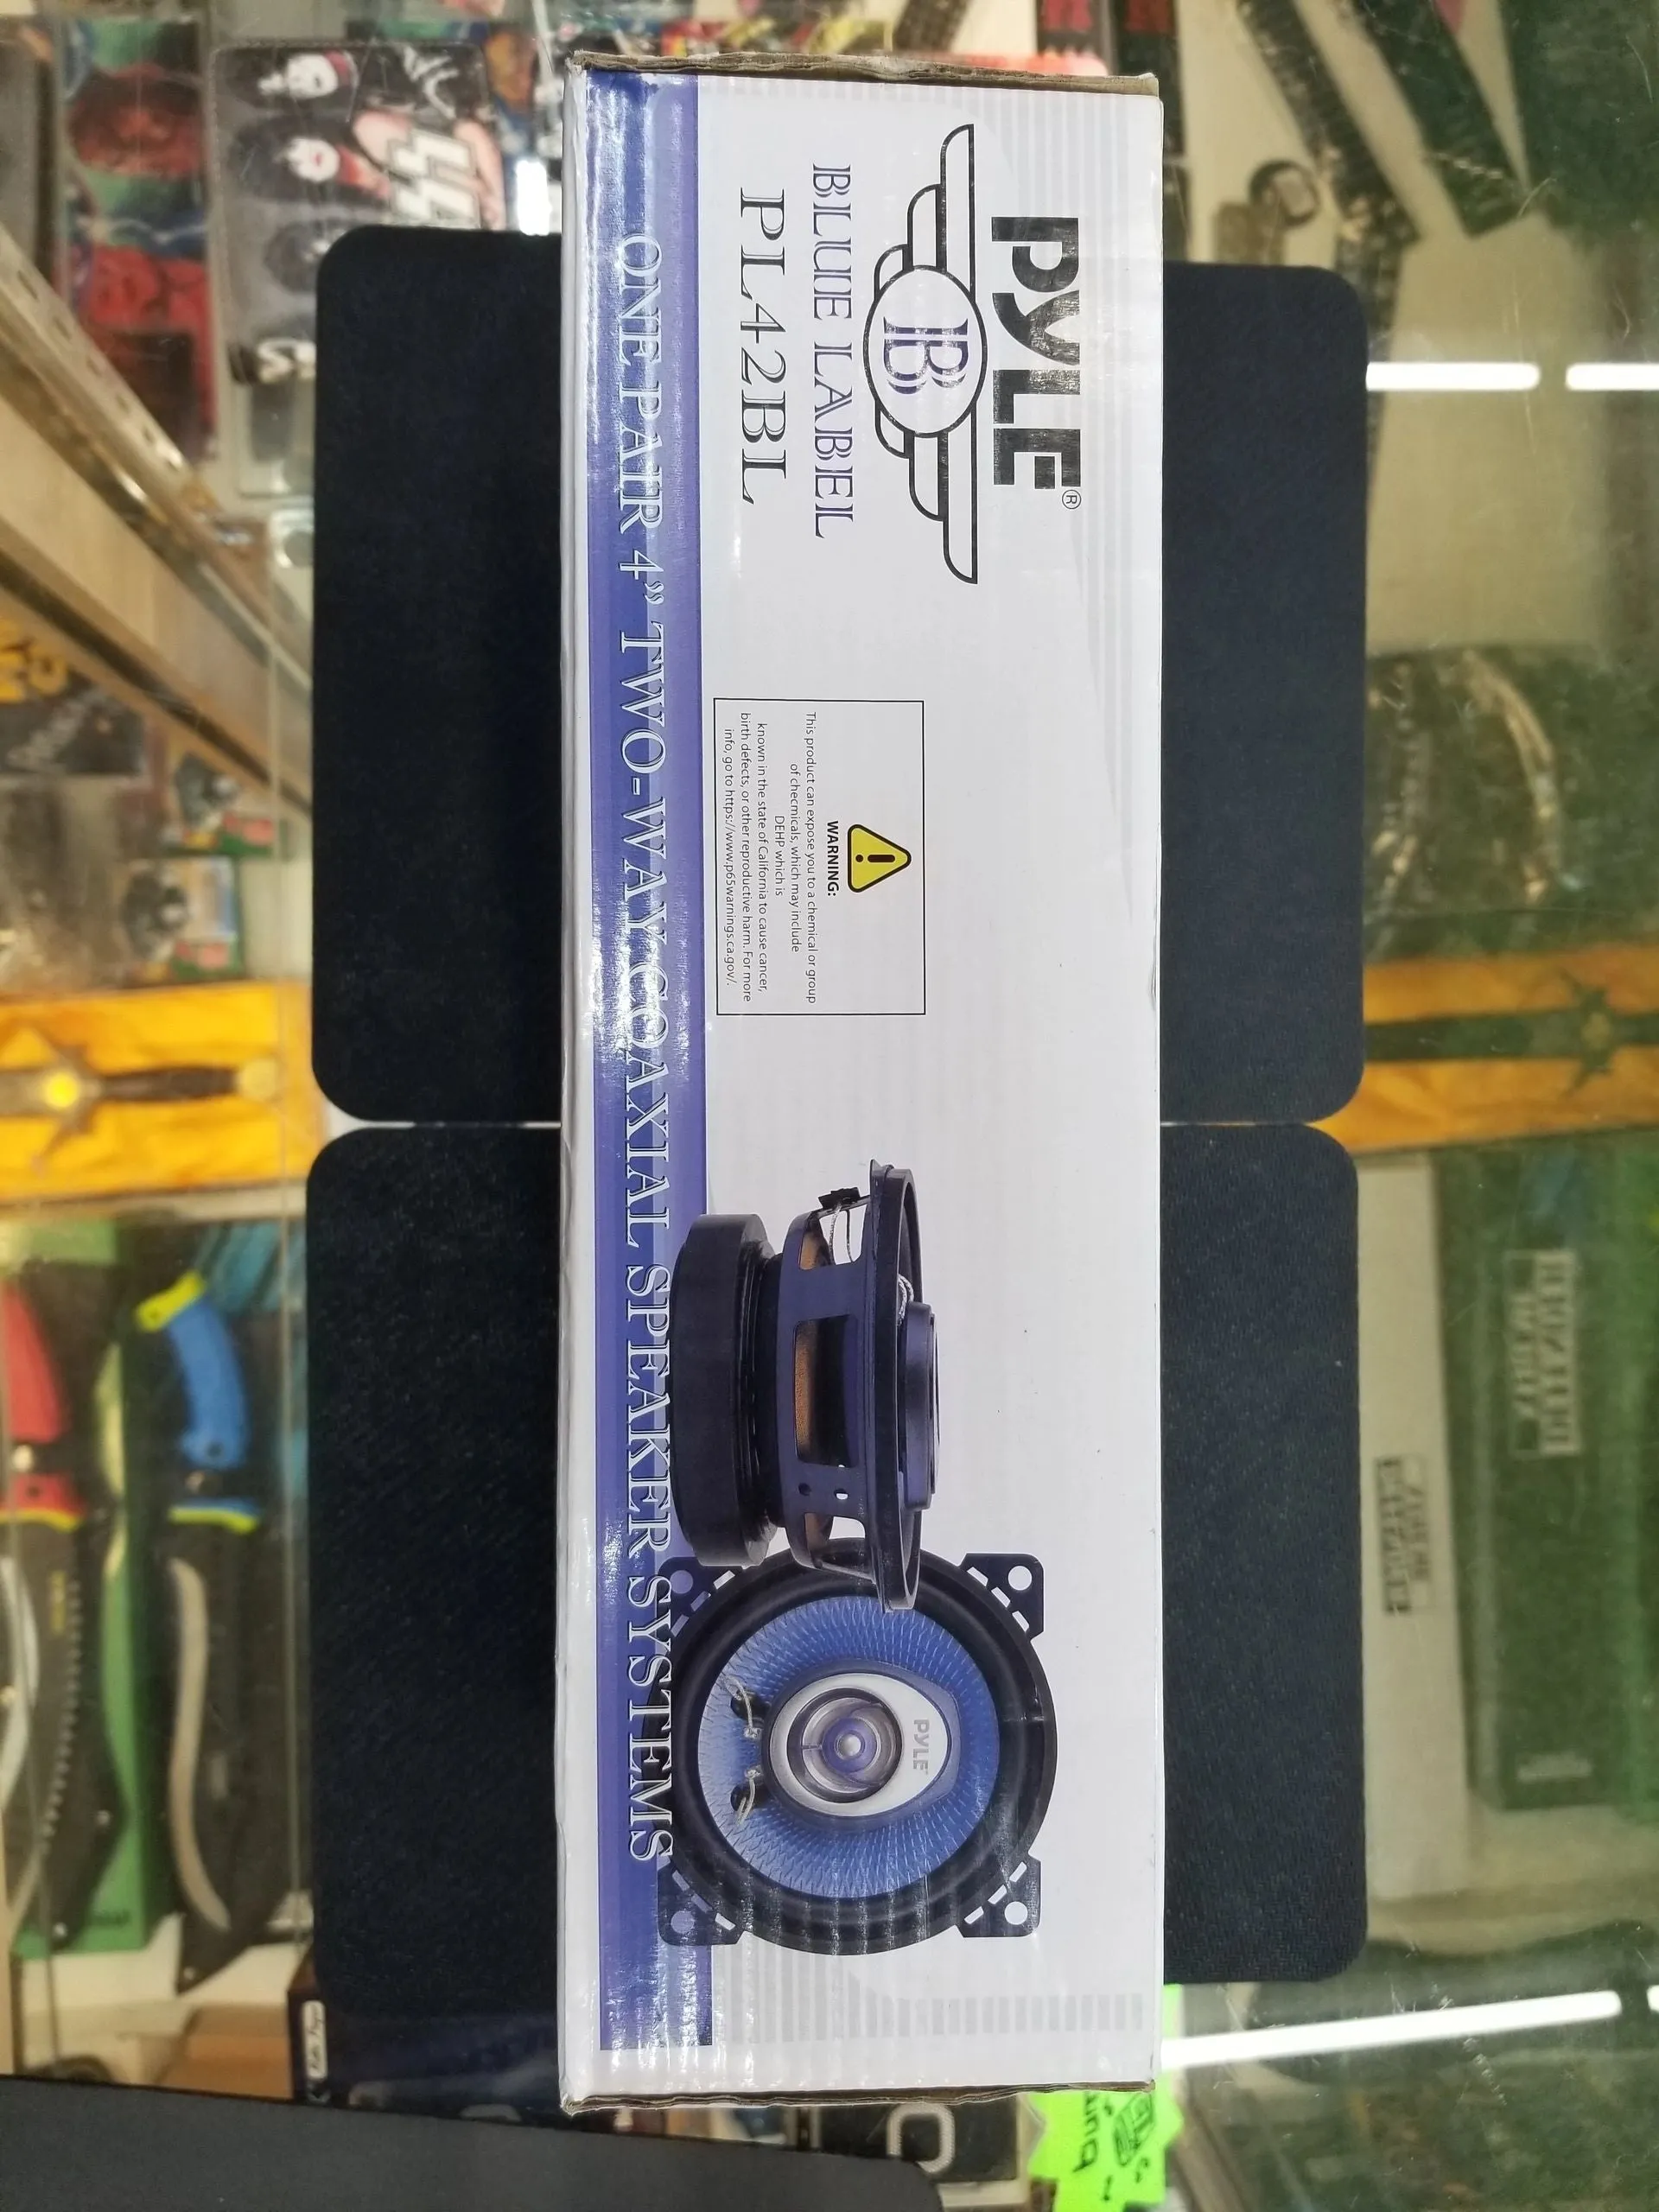 PYLE®
B
BLUE LABEL
PL42BL
WARNING:
This product can expose you to a chemical or group
of checmicals, which may include
DEHP which is
known in the state of California to cause cancer,
birth defects, or other reproductive harm. For more
info, go to https://www.p65warnings.ca.gov/.
PYLE
ONE PAIR 4” TWO-WAY COAXIAL SPEAKER SYSTEMS